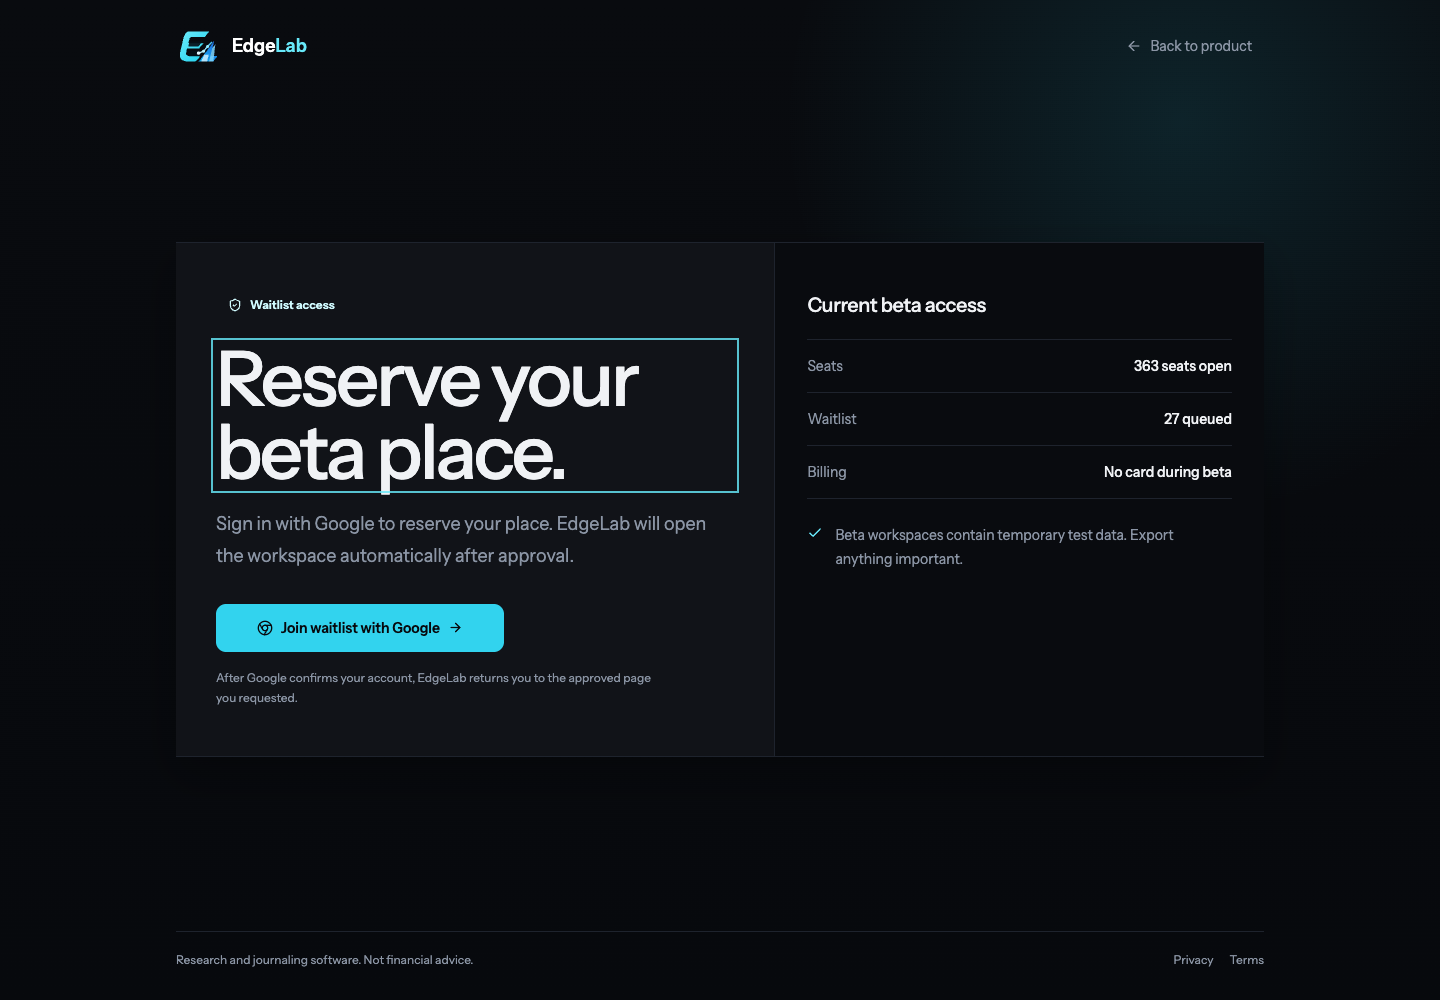 EdgeLab
Back to product
Waitlist access
Reserve your
beta place.
Sign in with Google to reserve your place. EdgeLab will open
the workspace automatically after approval.
Join waitlist with Google
After Google confirms your account, EdgeLab returns you to the approved page
you requested.
Current beta access
Seats 363 seats open
Waitlist 27 queued
Billing No card during beta
Beta workspaces contain temporary test data. Export
anything important.
Research and journaling software. Not financial advice.
Privacy Terms